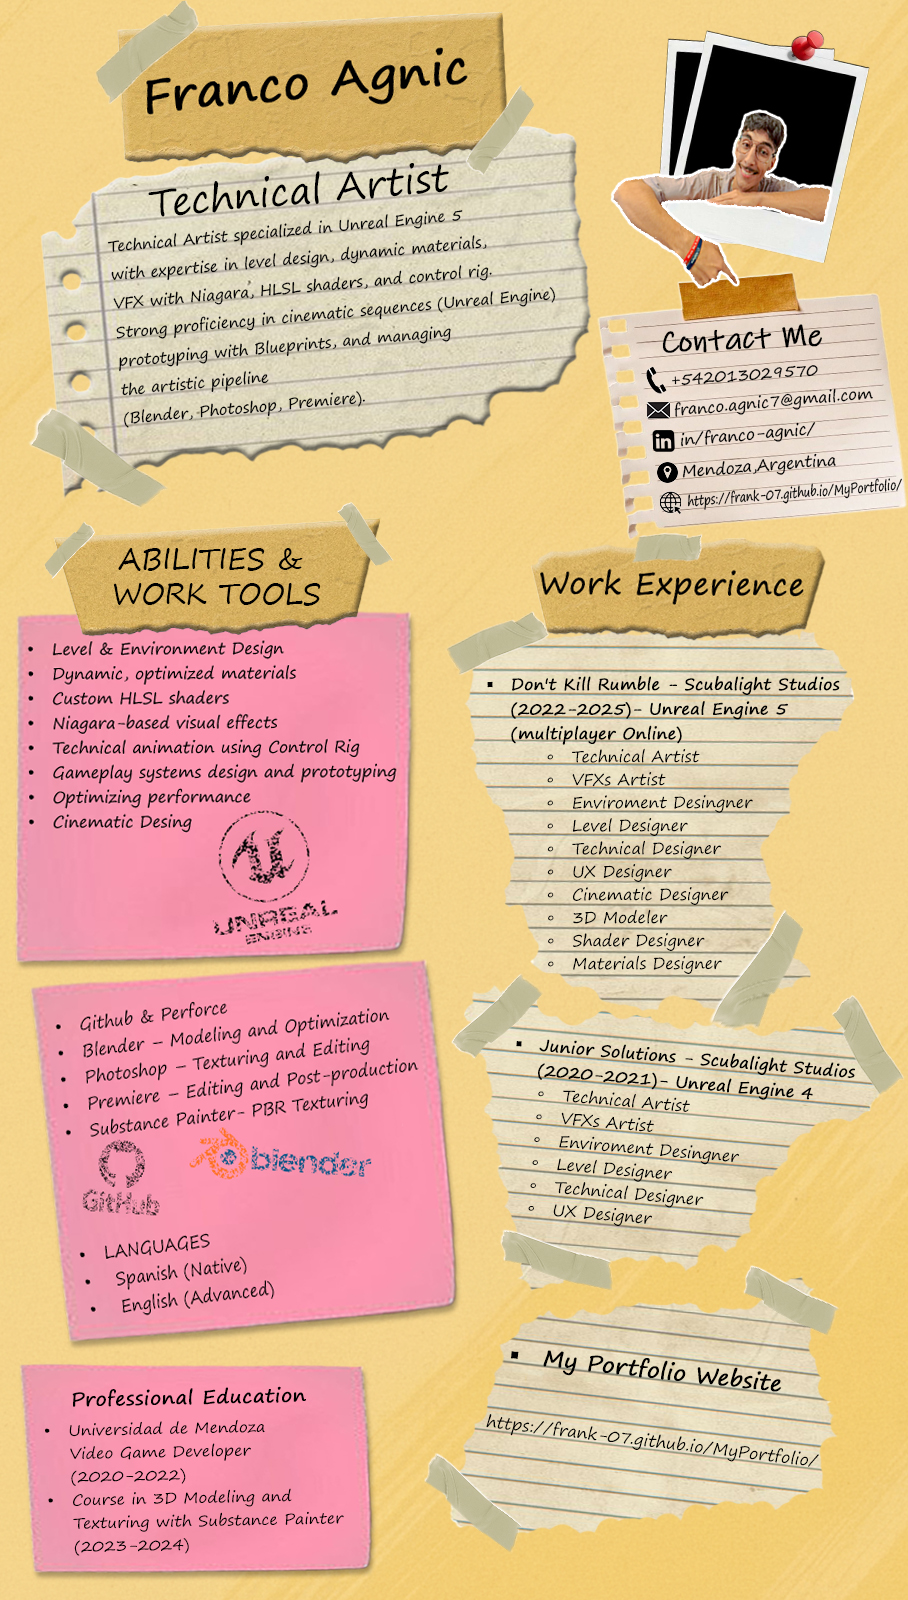 Franco Agnic
Technical Artist
Technical Artist specialized in Unreal Engine 5
with expertise in level design, dynamic materials,
VFX with Niagara, HLSL shaders, and control rig.
Strong proficiency in cinematic sequences (Unreal Engine)
prototyping with Blueprints, and managing
the artistic pipeline
(Blender, Photoshop, Premiere).
Contact Me
+542013029570
franco.agnic7@gmail.com
in/franco-agnic/
Mendoza,Argentina
https://frank-07.github.io/MyPortfolio/
ABILITIES &
WORK TOOLS
• Level & Environment Design
• Dynamic, optimized materials
• Custom HLSL shaders
• Niagara-based visual effects
• Technical animation using Control Rig
• Gameplay systems design and prototyping
• Optimizing performance
• Cinematic Desing
UNREAL
ENGINE
• Github & Perforce
• Blender – Modeling and Optimization
• Photoshop – Texturing and Editing
• Premiere – Editing and Post-production
• Substance Painter- PBR Texturing
GitHub
blender
• LANGUAGES
• Spanish (Native)
• English (Advanced)
Professional Education
• Universidad de Mendoza
Video Game Developer
(2020-2022)
• Course in 3D Modeling and
Texturing with Substance Painter
(2023-2024)
Work Experience
▪ Don't Kill Rumble - Scubalight Studios
(2022-2025)- Unreal Engine 5
(multiplayer Online)
◦ Technical Artist
◦ VFXs Artist
◦ Enviroment Desingner
◦ Level Designer
◦ Technical Designer
◦ UX Designer
◦ Cinematic Designer
◦ 3D Modeler
◦ Shader Designer
◦ Materials Designer
▪ Junior Solutions - Scubalight Studios
(2020-2021)- Unreal Engine 4
◦ Technical Artist
◦ VFXs Artist
◦ Enviroment Desingner
◦ Level Designer
◦ Technical Designer
◦ UX Designer
▪ My Portfolio Website
https://frank-07.github.io/MyPortfolio/